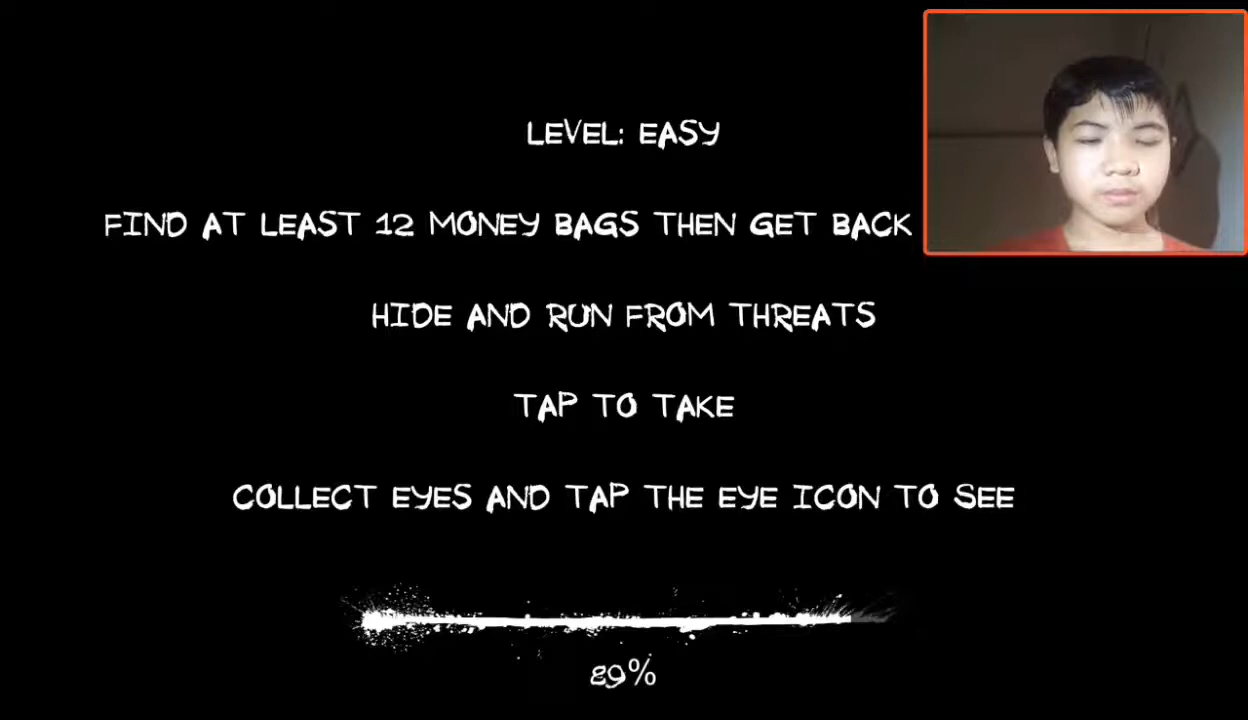 LEVEL: EASY
FIND AT LEAST 12 MONEY BAGS THEN GET BACK
HIDE AND RUN FROM THREATS
TAP TO TAKE
COLLECT EYES AND TAP THE EYE ICON TO SEE
89%